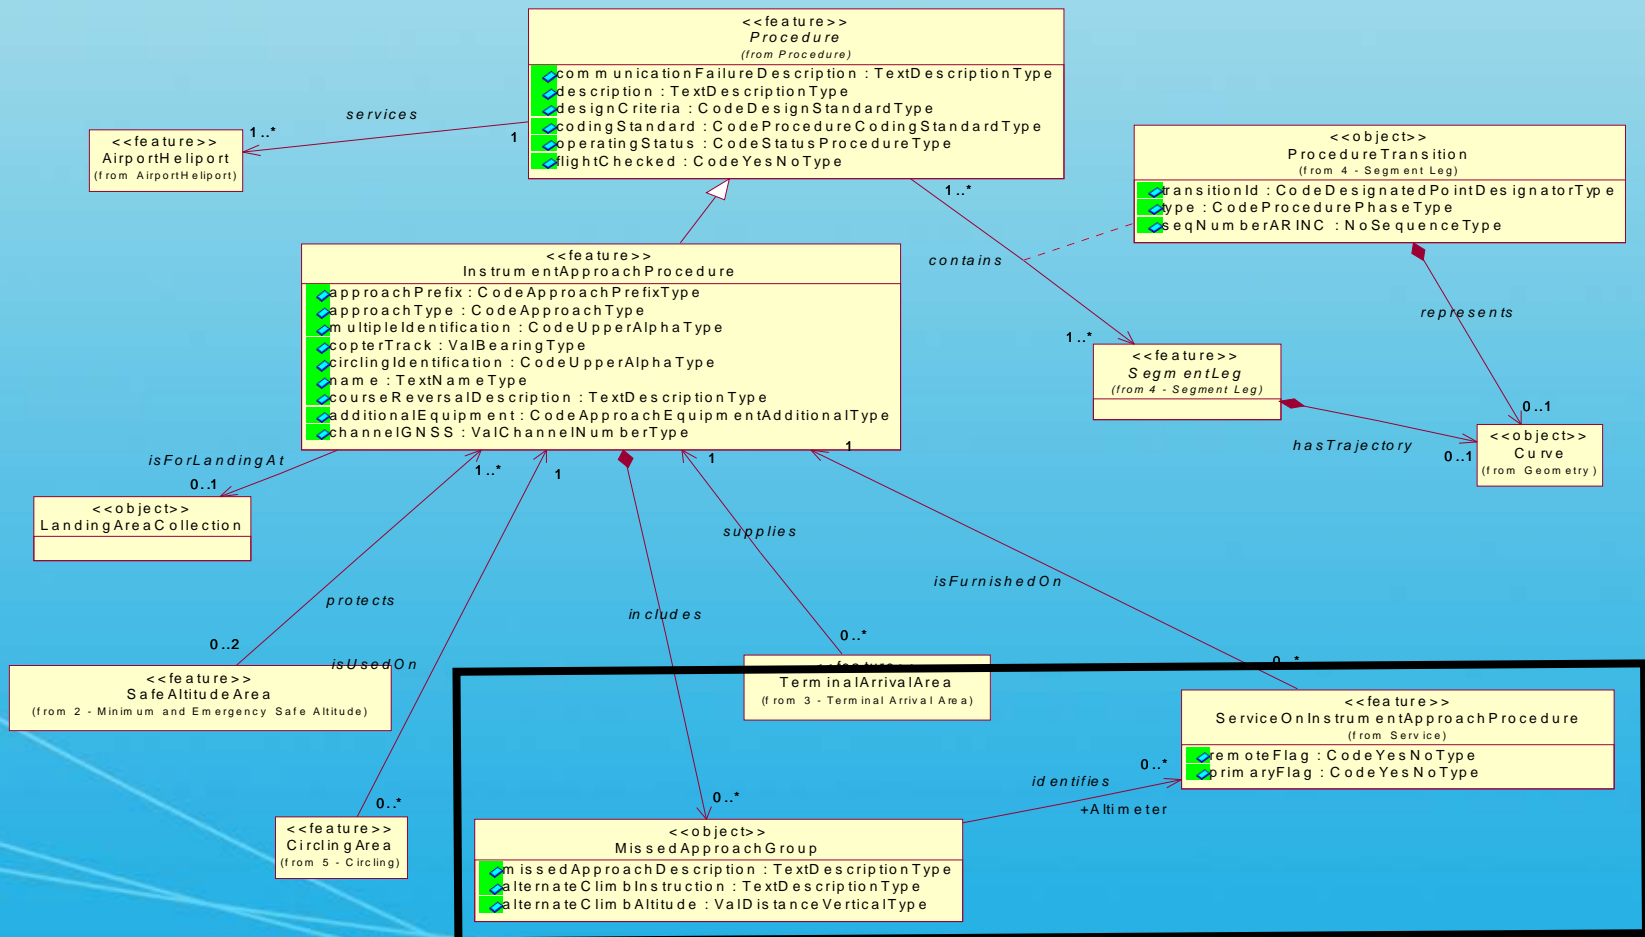 <<feature>>
Procedure
(from Procedure)
communicationFailureDescription : TextDescriptionType
description : TextDescriptionType
designCriteria : CodeDesignStandardType
codingStandard : CodeProcedureCodingStandardType
operatingStatus : CodeStatusProcedureType
flightChecked : CodeYesNoType
services
1..*
1
<<feature>>
AirportHeliport
(from AirportHeliport)
<<object>>
ProcedureTransition
(from 4 - Segment Leg)
transitionId : CodeDesignatedPointDesignatorType
type : CodeProcedurePhaseType
seqNumberARINC : NoSequenceType
1..*
contains
1..*
represents
<<feature>>
InstrumentApproachProcedure
approachPrefix : CodeApproachPrefixType
approachType : CodeApproachType
multipleIdentification : CodeUpperAlphaType
copterTrack : ValBearingType
circlingIdentification : CodeUpperAlphaType
name : TextNameType
courseReversalDescription : TextDescriptionType
additionalEquipment : CodeApproachEquipmentAdditionalType
channelGNSS : ValChannelNumberType
<<feature>>
SegmentLeg
(from 4 - Segment Leg)
0..1
hasTrajectory
0..1
<<object>>
Curve
(from Geometry)
isForLandingAt
0..1
1..*
1
1
1
<<object>>
LandingAreaCollection
supplies
isFurnishedOn
protects
includes
0..2
isUsedOn
0..*
0..*
<<feature>>
SafeAltitudeArea
(from 2 - Minimum and Emergency Safe Altitude)
<<feature>>
TerminalArrivalArea
(from 3 - Terminal Arrival Area)
<<feature>>
ServiceOnInstrumentApproachProcedure
(from Service)
remoteFlag : CodeYesNoType
primaryFlag : CodeYesNoType
0..*
identifies
+Altimeter
0..*
0..*
<<feature>>
CirclingArea
(from 5 - Circling)
<<object>>
MissedApproachGroup
missedApproachDescription : TextDescriptionType
alternateClimbInstruction : TextDescriptionType
alternateClimbAltitude : ValDistanceVerticalType